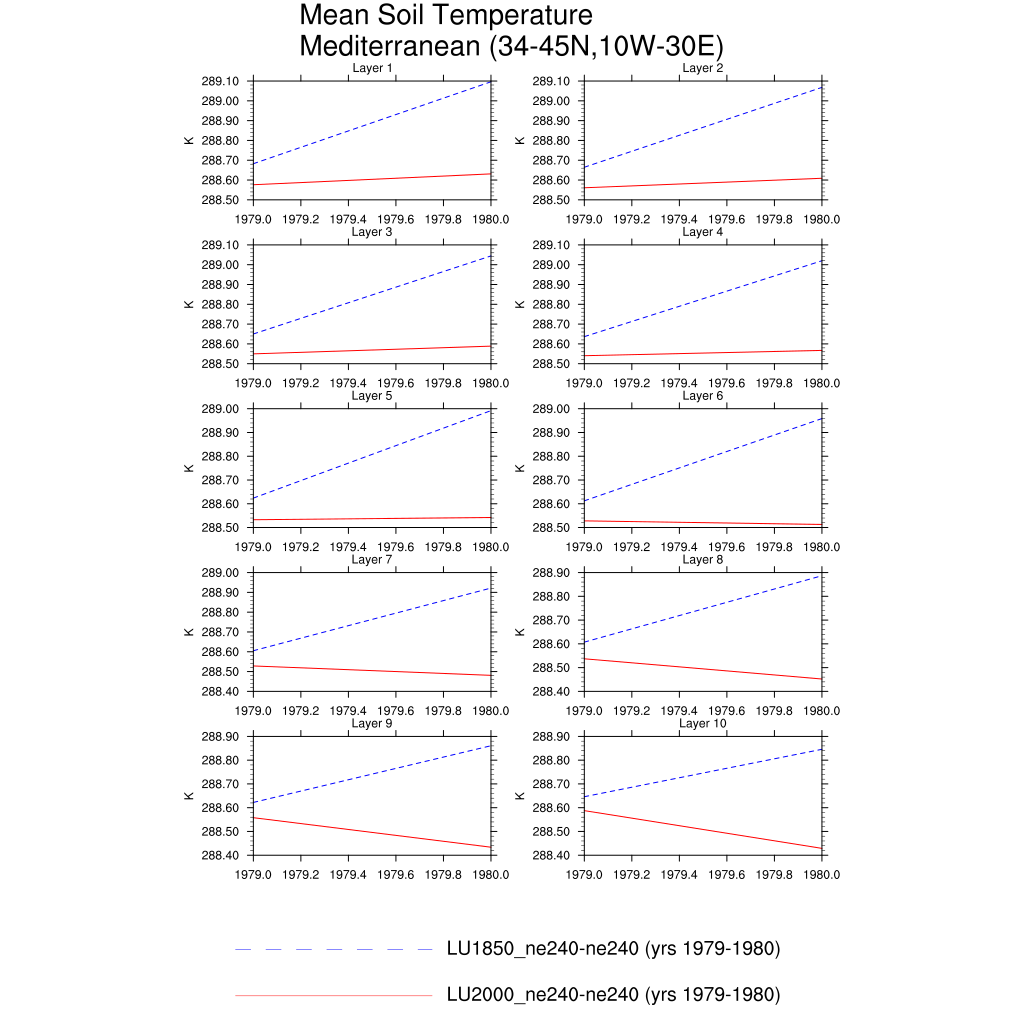 Mean Soil Temperature
Mediterranean (34-45N,10W-30E)
Layer 1
289.10
289.00
288.90
288.80
288.70
288.60
288.50
K
1979.0 1979.2 1979.4 1979.6 1979.8 1980.0
Layer 2
289.10
289.00
288.90
288.80
288.70
288.60
288.50
K
1979.0 1979.2 1979.4 1979.6 1979.8 1980.0
Layer 3
289.10
289.00
288.90
288.80
288.70
288.60
288.50
K
1979.0 1979.2 1979.4 1979.6 1979.8 1980.0
Layer 4
289.10
289.00
288.90
288.80
288.70
288.60
288.50
K
1979.0 1979.2 1979.4 1979.6 1979.8 1980.0
Layer 5
289.00
288.90
288.80
288.70
288.60
288.50
K
1979.0 1979.2 1979.4 1979.6 1979.8 1980.0
Layer 6
289.00
288.90
288.80
288.70
288.60
288.50
K
1979.0 1979.2 1979.4 1979.6 1979.8 1980.0
Layer 7
289.00
288.90
288.80
288.70
288.60
288.50
288.40
K
1979.0 1979.2 1979.4 1979.6 1979.8 1980.0
Layer 8
288.90
288.80
288.70
288.60
288.50
288.40
K
1979.0 1979.2 1979.4 1979.6 1979.8 1980.0
Layer 9
288.90
288.80
288.70
288.60
288.50
288.40
K
1979.0 1979.2 1979.4 1979.6 1979.8 1980.0
Layer 10
288.90
288.80
288.70
288.60
288.50
288.40
K
1979.0 1979.2 1979.4 1979.6 1979.8 1980.0
LU1850_ne240-ne240 (yrs 1979-1980)
LU2000_ne240-ne240 (yrs 1979-1980)